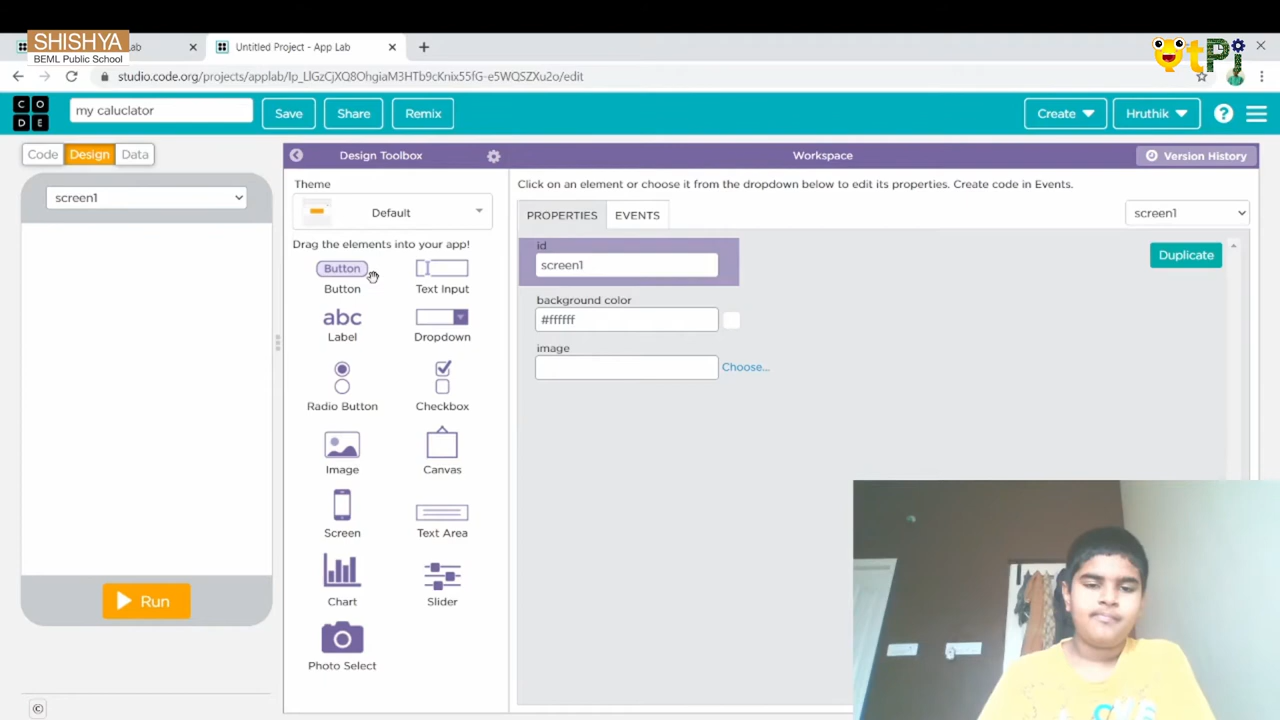 SHISHYA
BEML Public School
ab
Untitled Project - App Lab
studio.code.org/projects/applab/lp_lJGzCjXQ8OhgiaM3HTb9cKnix55fG-e5WQSZXu2o/edit
CODE
my caluclator
Save
Share
Remix
Create
Hruthik
?
Code
Design
Data
Design Toolbox
Workspace
Version History
screen1
Theme
Default
Click on an element or choose it from the dropdown below to edit its properties. Create code in Events.
PROPERTIES
EVENTS
screen1
Drag the elements into your app!
id
screen1
Duplicate
Button
Button
Text Input
background color
#ffffff
abc
Label
Dropdown
image
Choose...
Radio Button
Checkbox
Image
Canvas
Screen
Text Area
Chart
Slider
Run
Photo Select
©